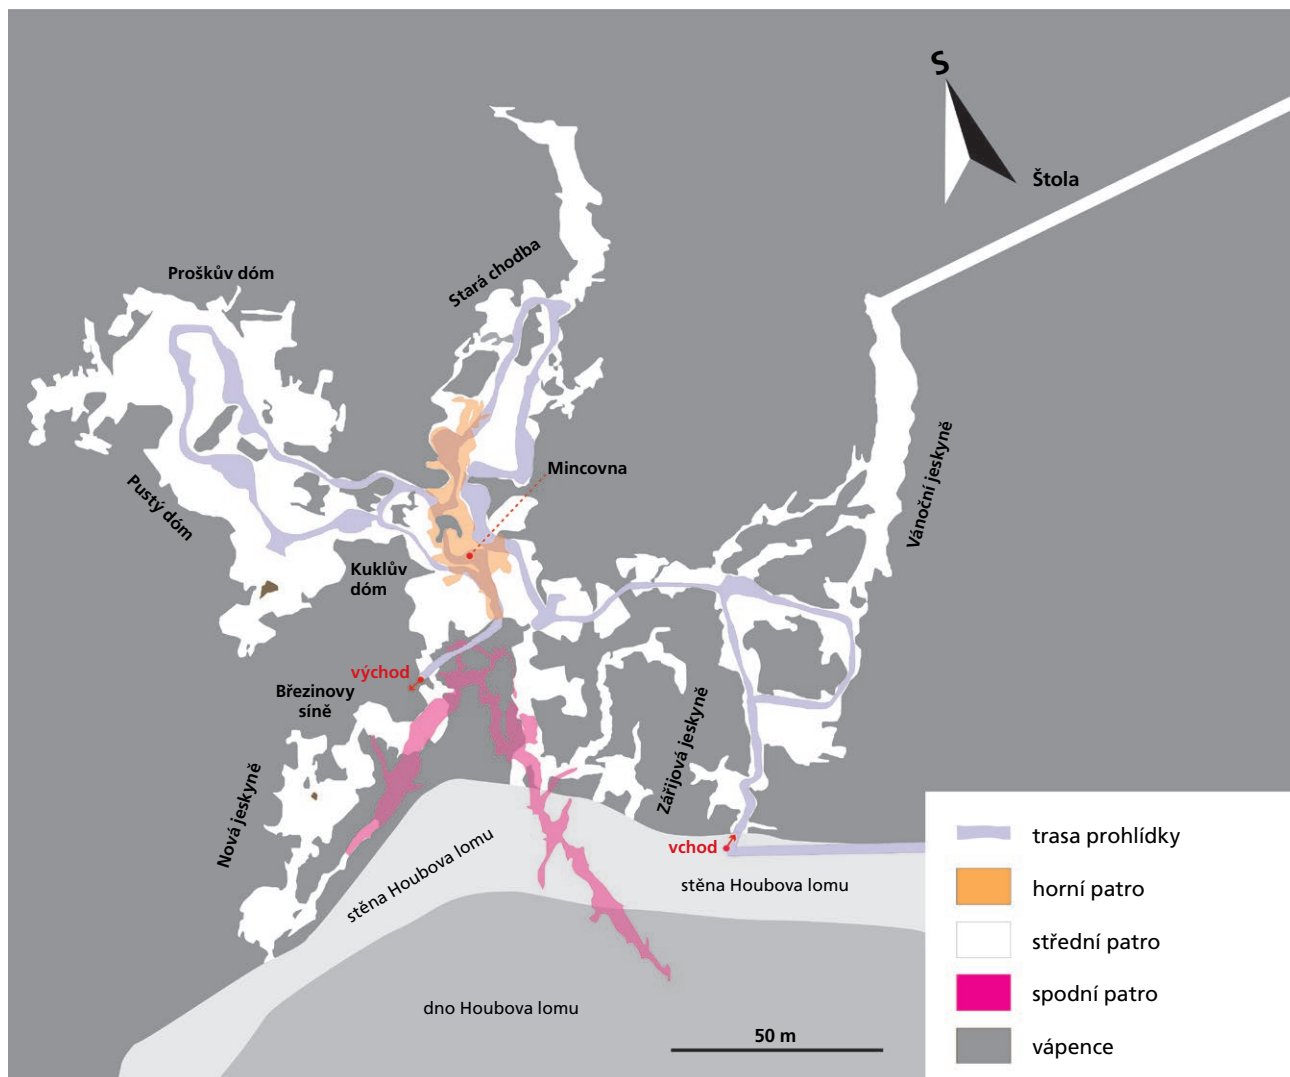 S
Štola
Proškův dóm
Stará chodba
Mincovna
Pustý dóm
Kuklův
dóm
Vánoční jeskyně
východ
Březinovy
síně
Zářijová jeskyně
Nová jeskyně
vchod
stěna Houbova lomu
stěna Houbova lomu
dno Houbova lomu
50 m
trasa prohlídky
horní patro
střední patro
spodní patro
vápence